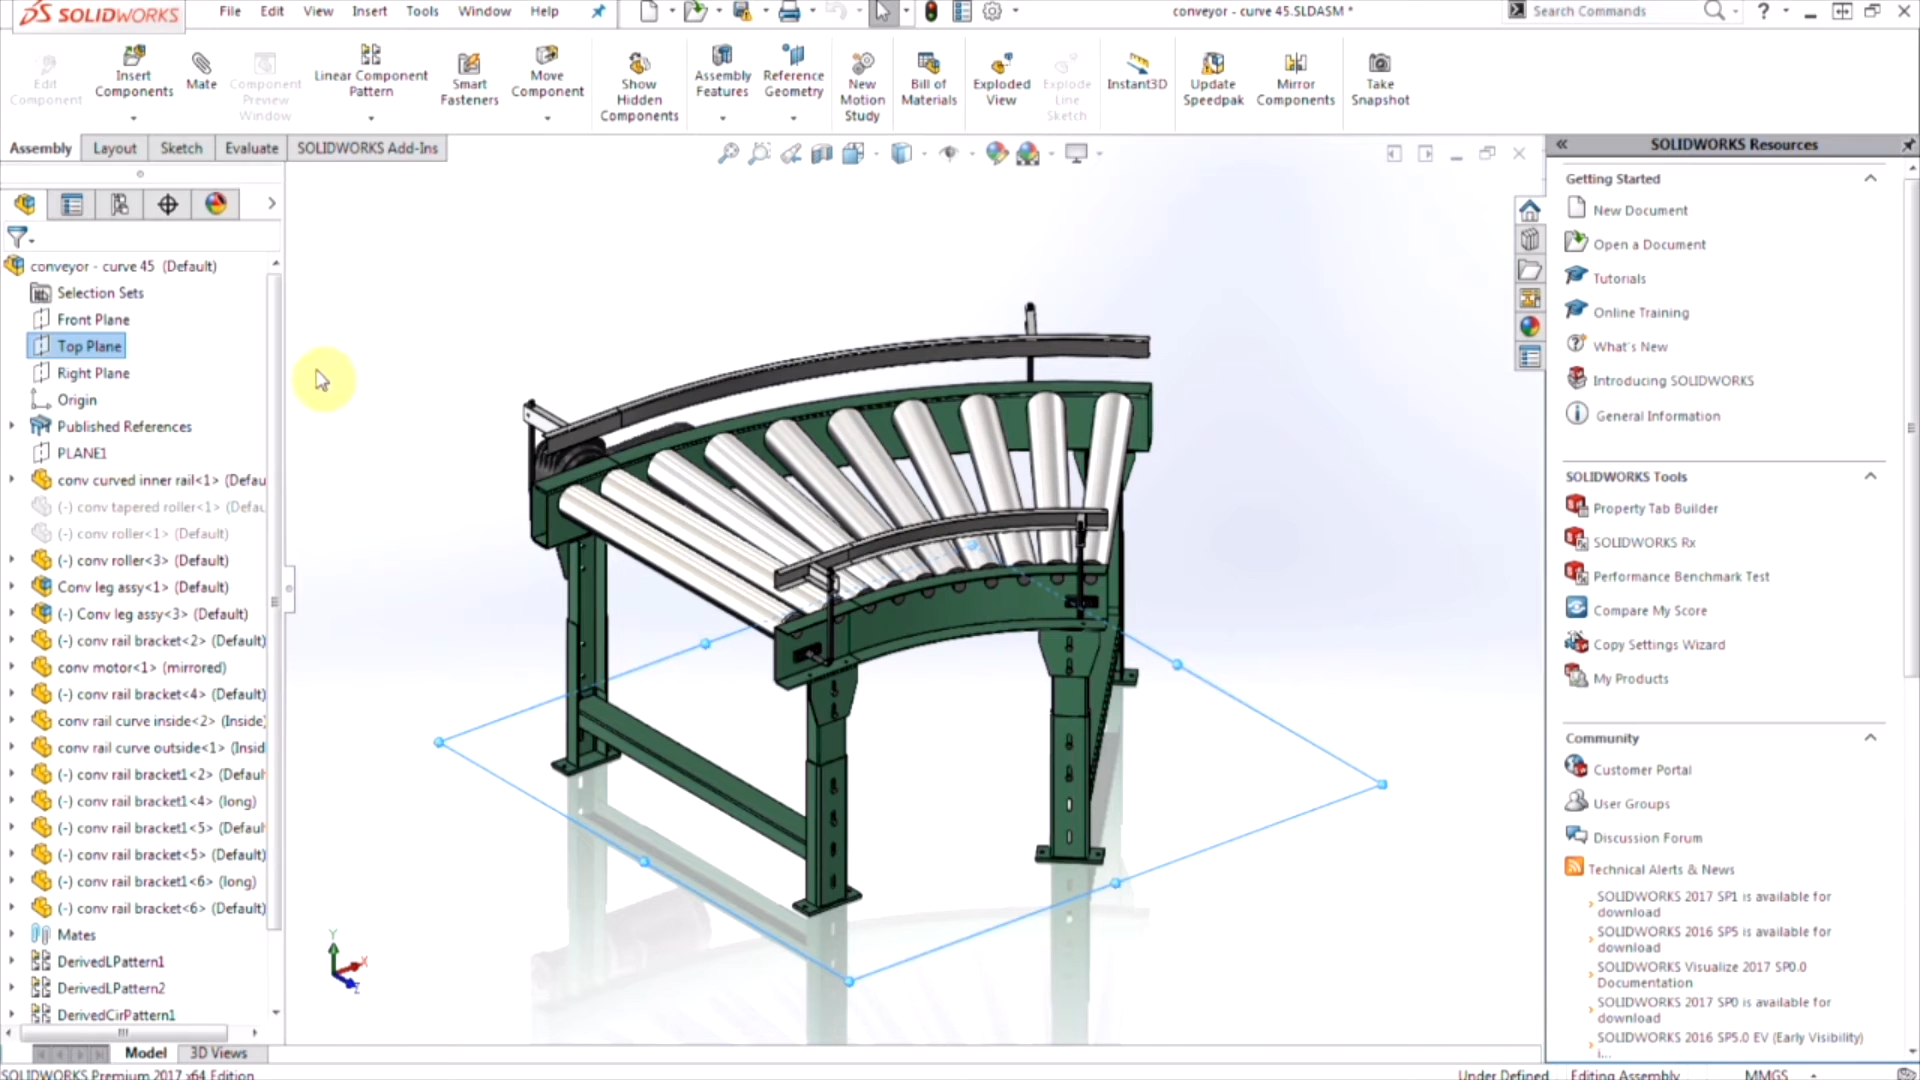 SOLIDWORKS
File Edit View Insert Tools Window Help
conveyor - curve 45.SLDASM *
Search Commands
Edit Component
Insert Components
Mate
Component Preview Window
Linear Component Pattern
Smart Fasteners
Move Component
Show Hidden Components
Assembly Features
Reference Geometry
New Motion Study
Bill of Materials
Exploded View
Explode Line Sketch
Instant3D
Update Speedpak
Mirror Components
Take Snapshot
Assembly Layout Sketch Evaluate SOLIDWORKS Add-Ins
conveyor - curve 45 (Default)
Selection Sets
Front Plane
Top Plane
Right Plane
Origin
Published References
PLANE1
conv curved inner rail<1> (Defau
(-) conv tapered roller<1> (Defau
(-) conv roller<1> (Default)
(-) conv roller<3> (Default)
Conv leg assy<1> (Default)
(-) Conv leg assy<3> (Default)
(-) conv rail bracket<2> (Default)
conv motor<1> (mirrored)
(-) conv rail bracket<4> (Default)
conv rail curve inside<2> (Inside)
conv rail curve outside<1> (Insid
(-) conv rail bracket1<2> (Defaul
(-) conv rail bracket1<4> (long)
(-) conv rail bracket1<5> (Defaul
(-) conv rail bracket<5> (Default)
(-) conv rail bracket1<6> (long)
(-) conv rail bracket<6> (Default)
Mates
DerivedLPattern1
DerivedLPattern2
DerivedCirPattern1
Y
X
Z
Model 3D Views
SOLIDWORKS Premium 2017 x64 Edition
Under Defined Editing Assembly MMGS
SOLIDWORKS Resources
Getting Started
New Document
Open a Document
Tutorials
Online Training
What's New
Introducing SOLIDWORKS
General Information
SOLIDWORKS Tools
Property Tab Builder
SOLIDWORKS Rx
Performance Benchmark Test
Compare My Score
Copy Settings Wizard
My Products
Community
Customer Portal
User Groups
Discussion Forum
Technical Alerts & News
SOLIDWORKS 2017 SP1 is available for
download
SOLIDWORKS 2016 SP5 is available for
download
SOLIDWORKS Visualize 2017 SP0.0
Documentation
SOLIDWORKS 2017 SP0 is available for
download
SOLIDWORKS 2016 SP5.0 EV (Early Visibility)
i...